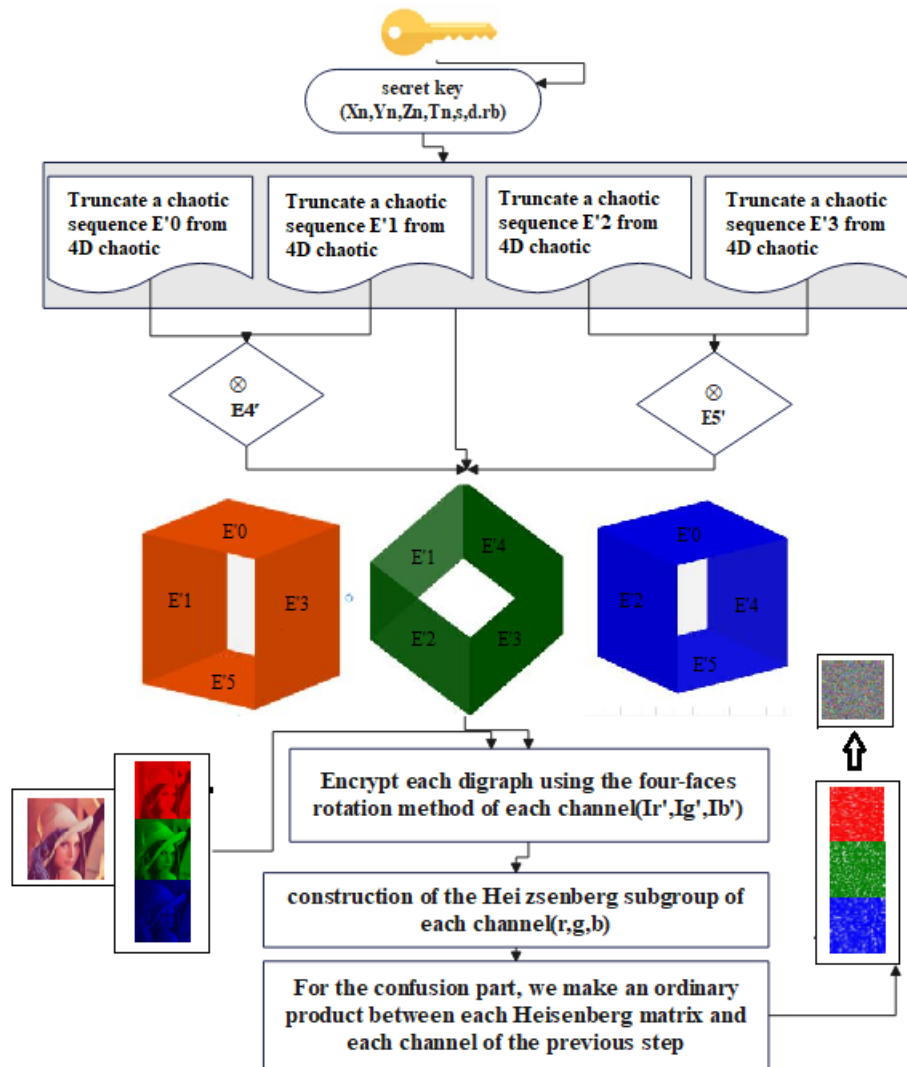 secret key
(Xn,Yn,Zn,Tn,s,d.rb)
Truncate a chaotic
sequence E'0 from
4D chaotic
Truncate a chaotic
sequence E'1 from
4D chaotic
Truncate a chaotic
sequence E'2 from
4D chaotic
Truncate a chaotic
sequence E'3 from
4D chaotic
⊗
E4'
⊗
E5'
E'0
E'1
E'3
E'5
E'1
E'4
E'2
E'3
E'0
E'2
E'4
E'5
Encrypt each digraph using the four-faces
rotation method of each channel(Ir',Ig',Ib')
construction of the Hei zsenberg subgroup of
each channel(r,g,b)
For the confusion part, we make an ordinary
product between each Heisenberg matrix and
each channel of the previous step